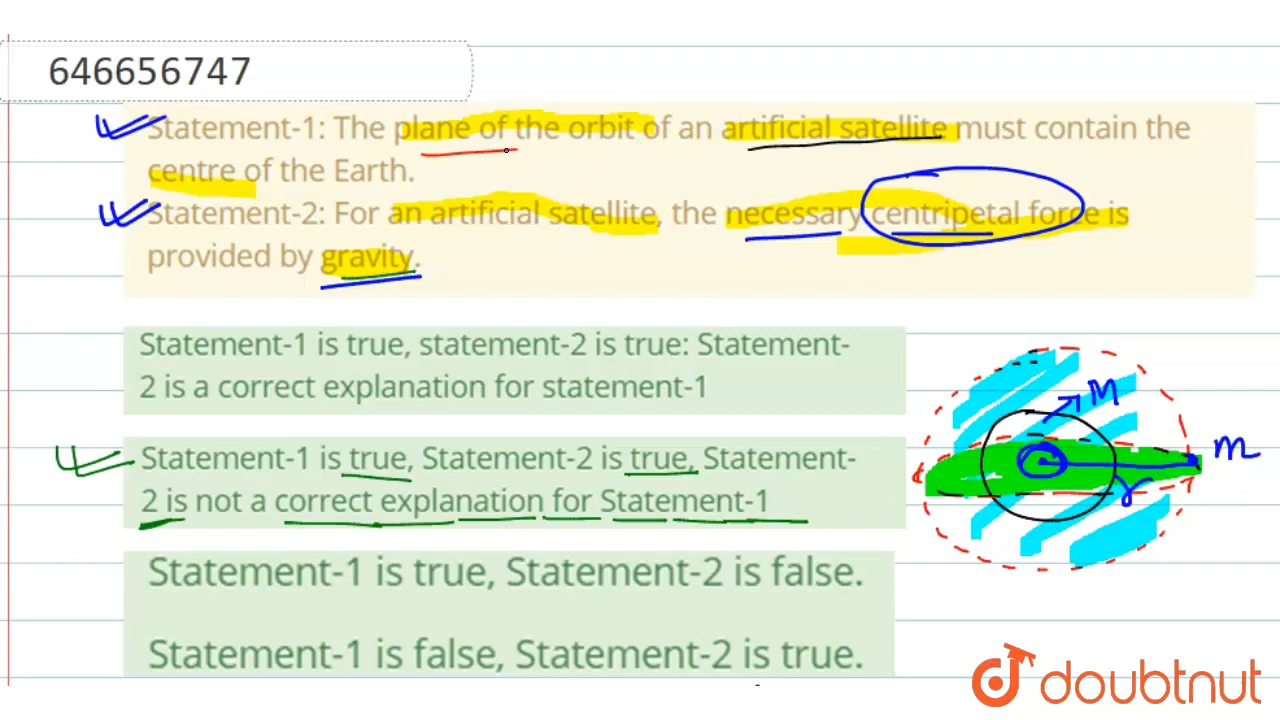 646656747
Statement-1: The plane of the orbit of an artificial satellite must contain the
centre of the Earth.
Statement-2: For an artificial satellite, the necessary centripetal force is
provided by gravity.
Statement-1 is true, statement-2 is true: Statement-
2 is a correct explanation for statement-1
M
m
r
Statement-1 is true, Statement-2 is true, Statement-
2 is not a correct explanation for Statement-1
Statement-1 is true, Statement-2 is false.
Statement-1 is false, Statement-2 is true.
doubtnut